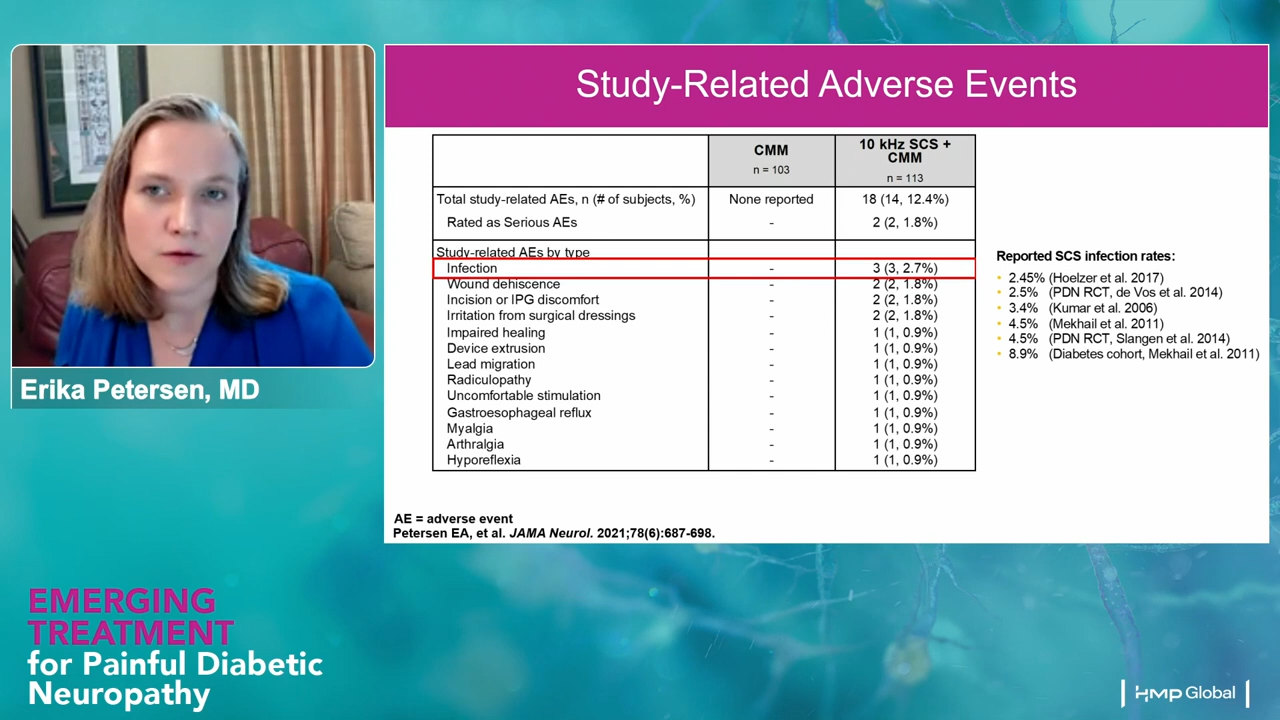 Study-Related Adverse Events
CMM
n = 103
10 kHz SCS +
CMM
n = 113
Total study-related AEs, n (# of subjects, %) None reported 18 (14, 12.4%)
Rated as Serious AEs - 2 (2, 1.8%)
Study-related AEs by type
Infection - 3 (3, 2.7%)
Wound dehiscence - 2 (2, 1.8%)
Incision or IPG discomfort - 2 (2, 1.8%)
Irritation from surgical dressings - 2 (2, 1.8%)
Impaired healing - 1 (1, 0.9%)
Device extrusion - 1 (1, 0.9%)
Lead migration - 1 (1, 0.9%)
Radiculopathy - 1 (1, 0.9%)
Uncomfortable stimulation - 1 (1, 0.9%)
Gastroesophageal reflux - 1 (1, 0.9%)
Myalgia - 1 (1, 0.9%)
Arthralgia - 1 (1, 0.9%)
Hyporeflexia - 1 (1, 0.9%)
Reported SCS infection rates:
• 2.45% (Hoelzer et al. 2017)
• 2.5% (PDN RCT, de Vos et al. 2014)
• 3.4% (Kumar et al. 2006)
• 4.5% (Mekhail et al. 2011)
• 4.5% (PDN RCT, Slangen et al. 2014)
• 8.9% (Diabetes cohort, Mekhail et al. 2011)
AE = adverse event
Petersen EA, et al. JAMA Neurol. 2021;78(6):687-698.
Erika Petersen, MD
EMERGING
TREATMENT
for Painful Diabetic
Neuropathy
HMP Global